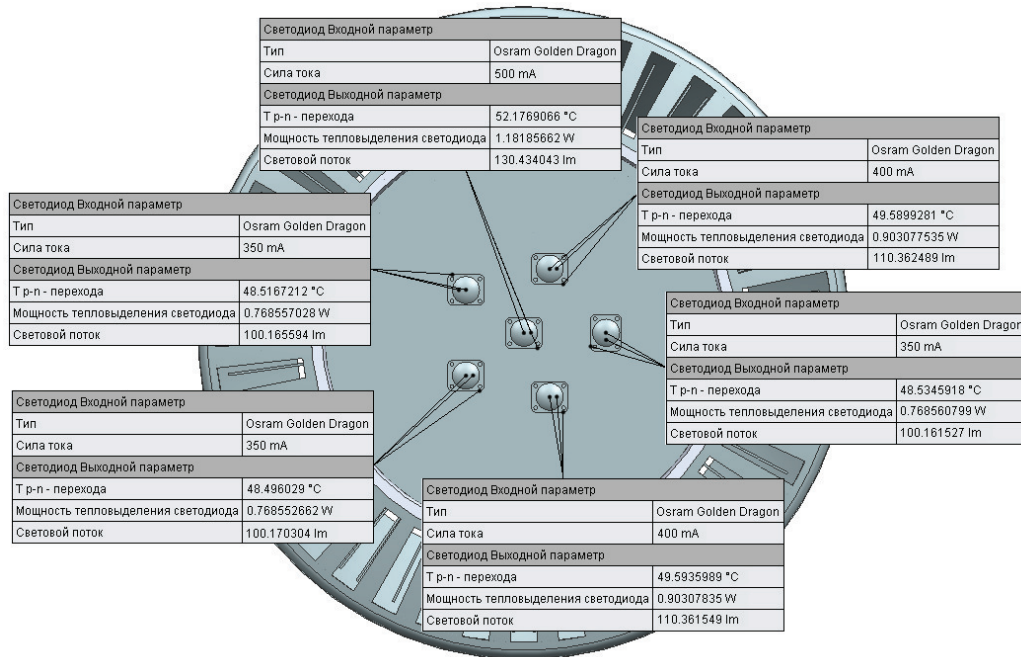 Светодиод Входной параметр
Тип Osram Golden Dragon
Сила тока 500 mA
Светодиод Выходной параметр
T p-n - перехода 52.1769066 °C
Мощность тепловыделения светодиода 1.18185662 W
Световой поток 130.434043 lm
Светодиод Входной параметр
Тип Osram Golden Dragon
Сила тока 400 mA
Светодиод Выходной параметр
T p-n - перехода 49.5899281 °C
Мощность тепловыделения светодиода 0.903077535 W
Световой поток 110.362489 lm
Светодиод Входной параметр
Тип Osram Golden Dragon
Сила тока 350 mA
Светодиод Выходной параметр
T p-n - перехода 48.5167212 °C
Мощность тепловыделения светодиода 0.768557028 W
Световой поток 100.165594 lm
Светодиод Входной параметр
Тип Osram Golden Dragon
Сила тока 350 mA
Светодиод Выходной параметр
T p-n - перехода 48.5345918 °C
Мощность тепловыделения светодиода 0.768560799 W
Световой поток 100.161527 lm
Светодиод Входной параметр
Тип Osram Golden Dragon
Сила тока 350 mA
Светодиод Выходной параметр
T p-n - перехода 48.496029 °C
Мощность тепловыделения светодиода 0.768552662 W
Световой поток 100.170304 lm
Светодиод Входной параметр
Тип Osram Golden Dragon
Сила тока 400 mA
Светодиод Выходной параметр
T p-n - перехода 49.5935989 °C
Мощность тепловыделения светодиода 0.90307835 W
Световой поток 110.361549 lm